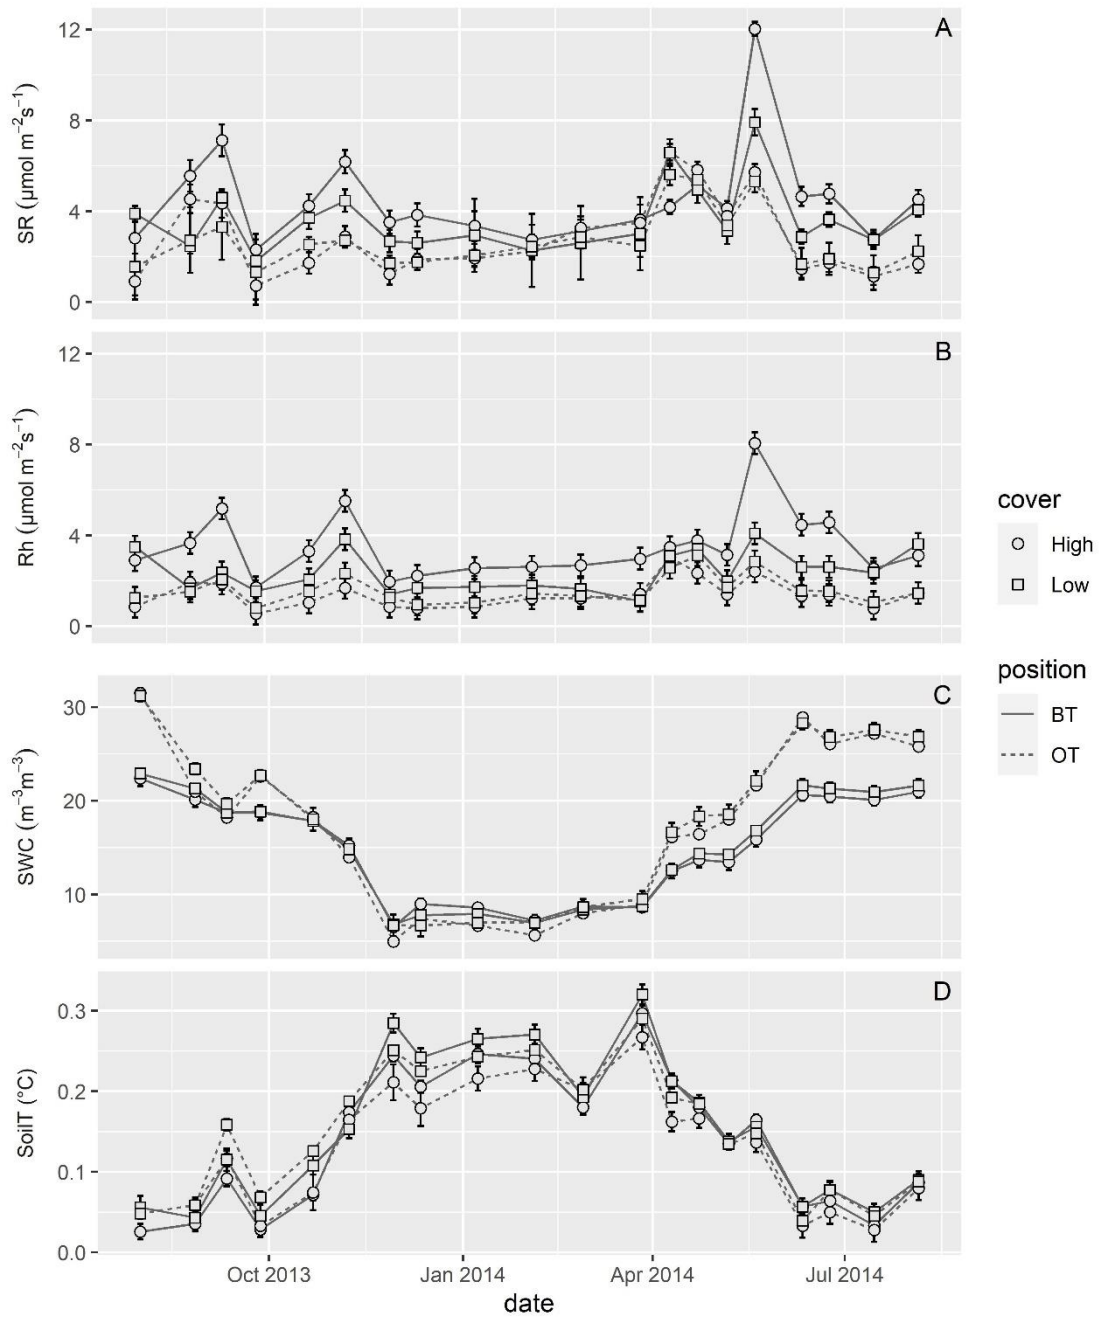 A
12
8
4
0
SR (μmol m⁻²s⁻¹)
B
12
8
4
0
Rh (μmol m⁻²s⁻¹)
C
30
20
10
SWC (m⁻³m⁻³)
D
0.3
0.2
0.1
0.0
SoilT (°C)
Oct 2013 Jan 2014 Apr 2014 Jul 2014
date
cover
High
Low
position
BT
OT